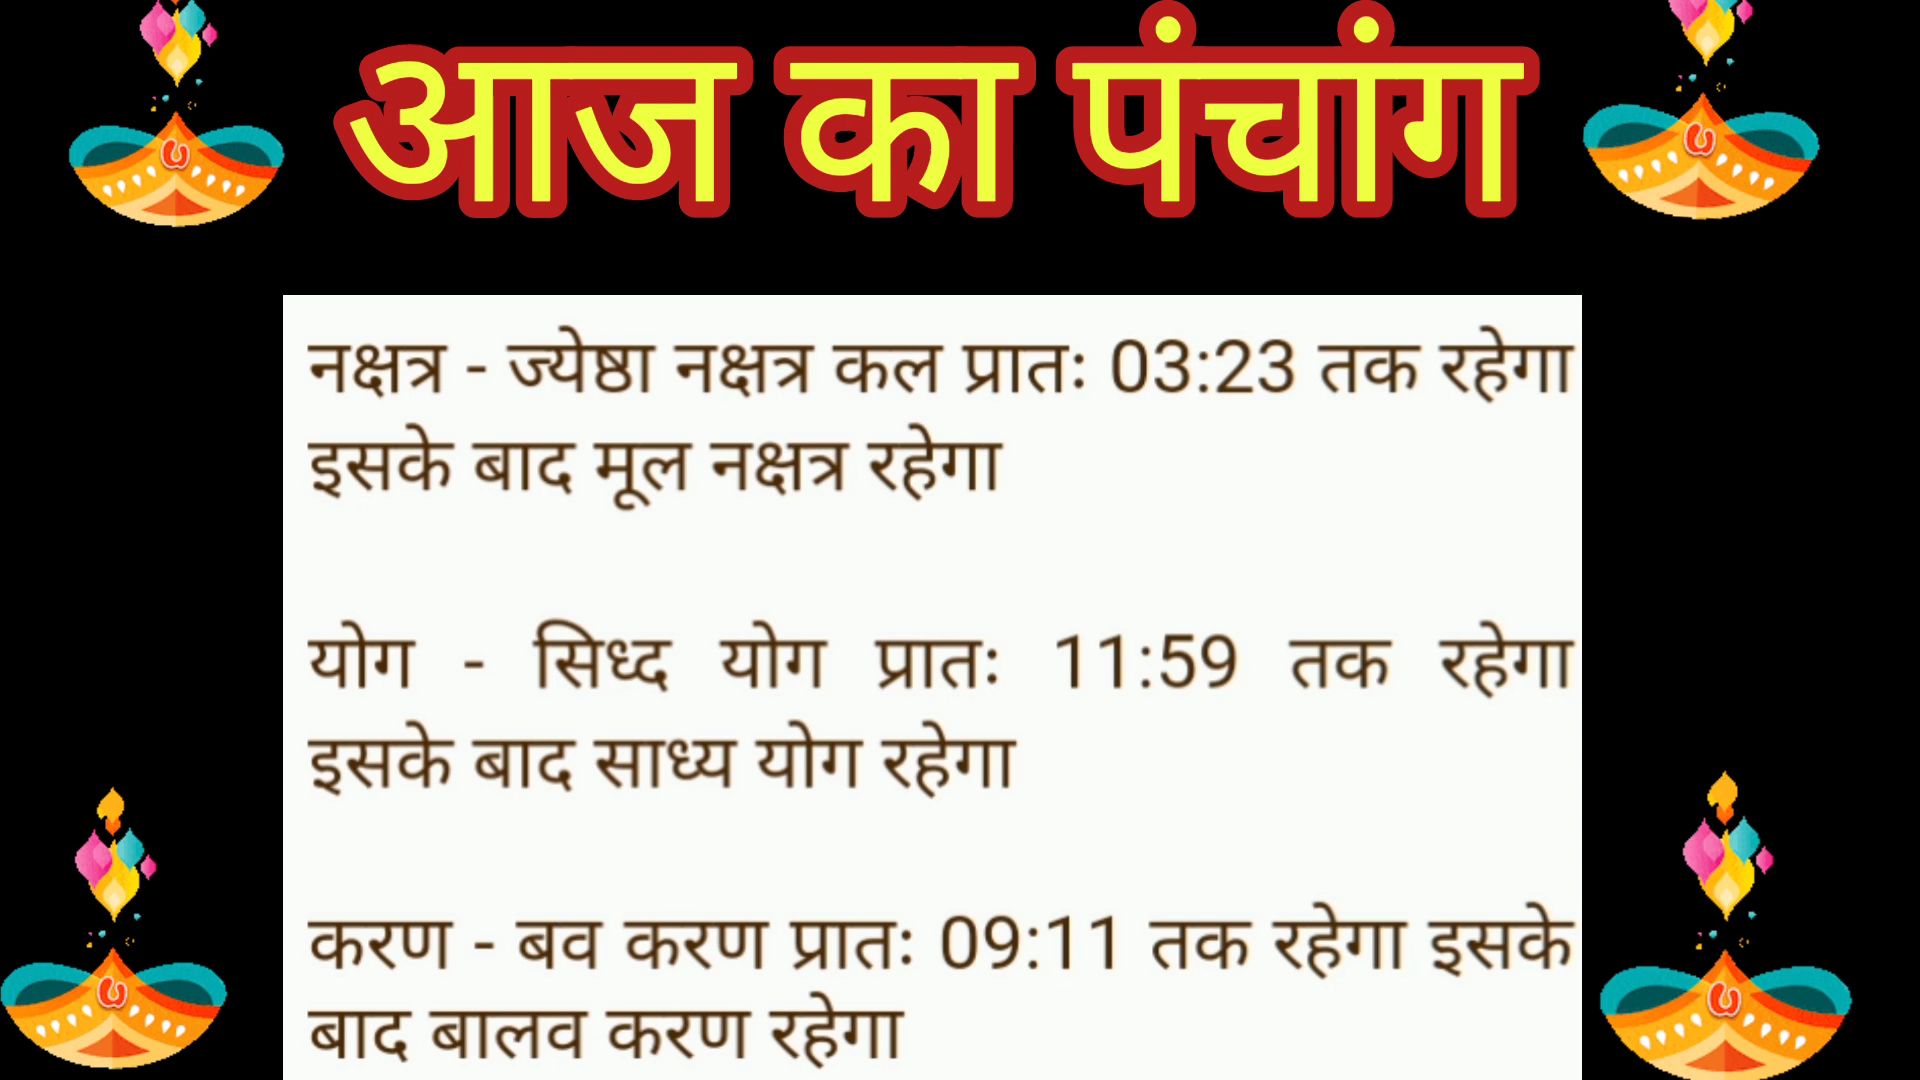 आज का पंचांग
नक्षत्र - ज्येष्ठा नक्षत्र कल प्रातः 03:23 तक रहेगा
इसके बाद मूल नक्षत्र रहेगा
योग - सिध्द योग प्रातः 11:59 तक रहेगा
इसके बाद साध्य योग रहेगा
करण - बव करण प्रातः 09:11 तक रहेगा इसके
बाद बालव करण रहेगा